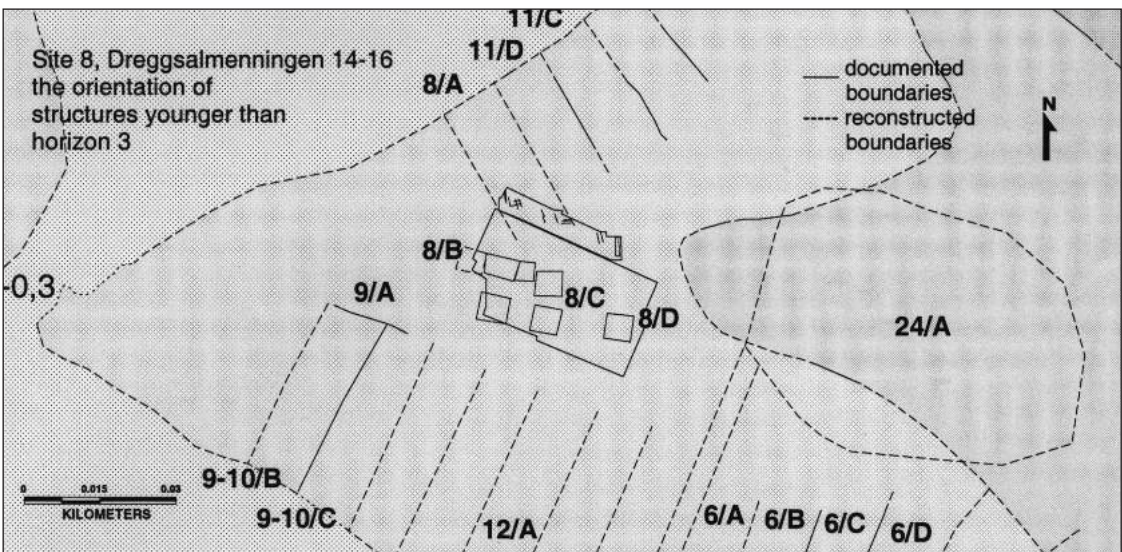 11/C
11/D
8/A
Site 8, Dreggsalmenningen 14-16
the orientation of
structures younger than
horizon 3
documented
boundaries
reconstructed
boundaries
N
8/B
9/A
8/C
8/D
-0,3
24/A
9-10/B
9-10/C
12/A
6/A
6/B
6/C
6/D
0 0.015 0.03
KILOMETERS